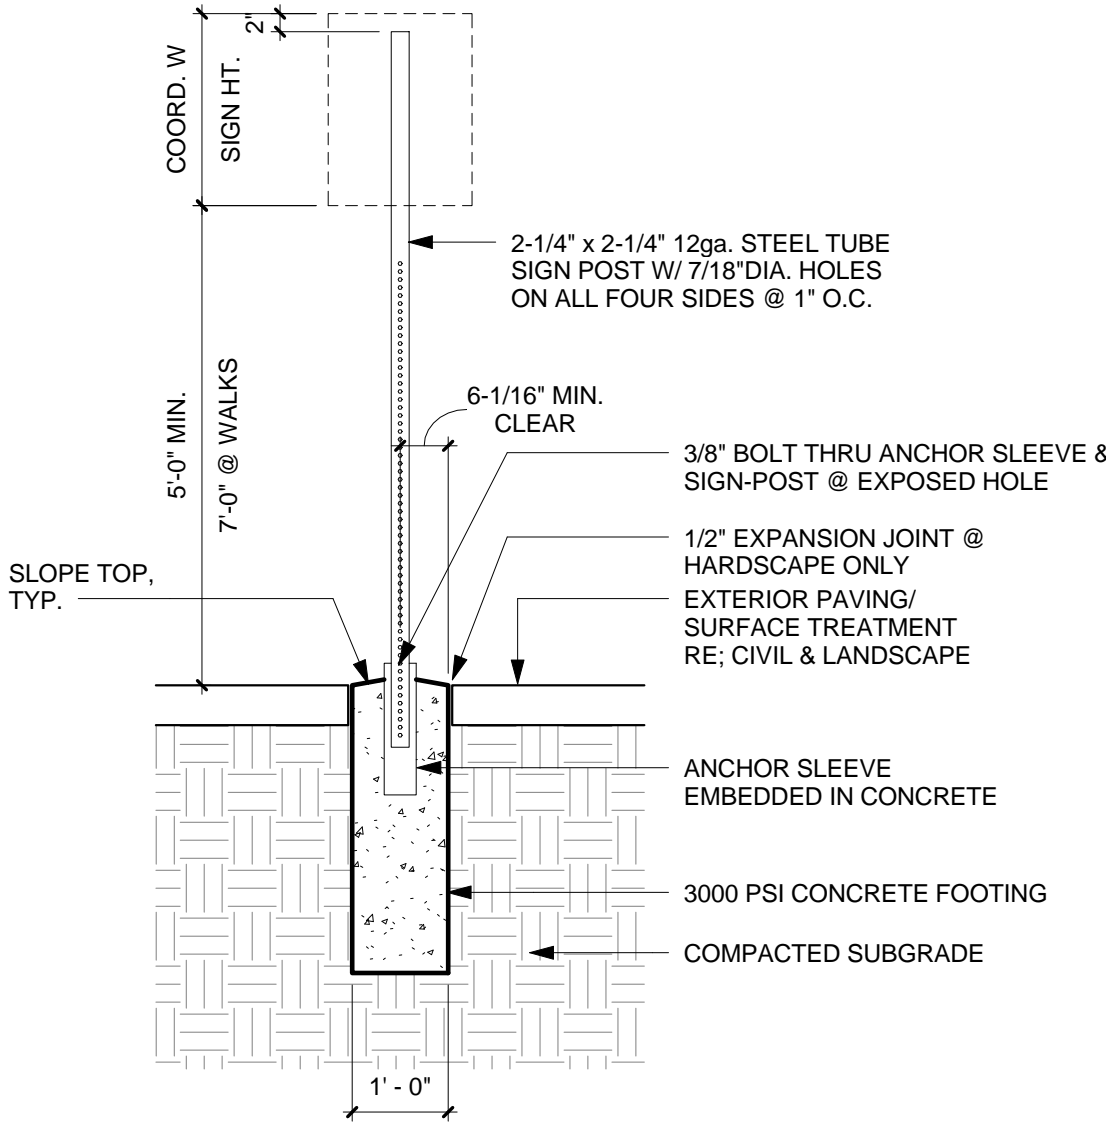 2"
COORD. W
SIGN HT.
2-1/4" x 2-1/4" 12ga. STEEL TUBE
SIGN POST W/ 7/18"DIA. HOLES
ON ALL FOUR SIDES @ 1" O.C.
5'-0" MIN.
7'-0" @ WALKS
6-1/16" MIN.
CLEAR
3/8" BOLT THRU ANCHOR SLEEVE &
SIGN-POST @ EXPOSED HOLE
1/2" EXPANSION JOINT @
HARDSCAPE ONLY
SLOPE TOP,
TYP.
EXTERIOR PAVING/
SURFACE TREATMENT
RE; CIVIL & LANDSCAPE
ANCHOR SLEEVE
EMBEDDED IN CONCRETE
3000 PSI CONCRETE FOOTING
COMPACTED SUBGRADE
1' - 0"